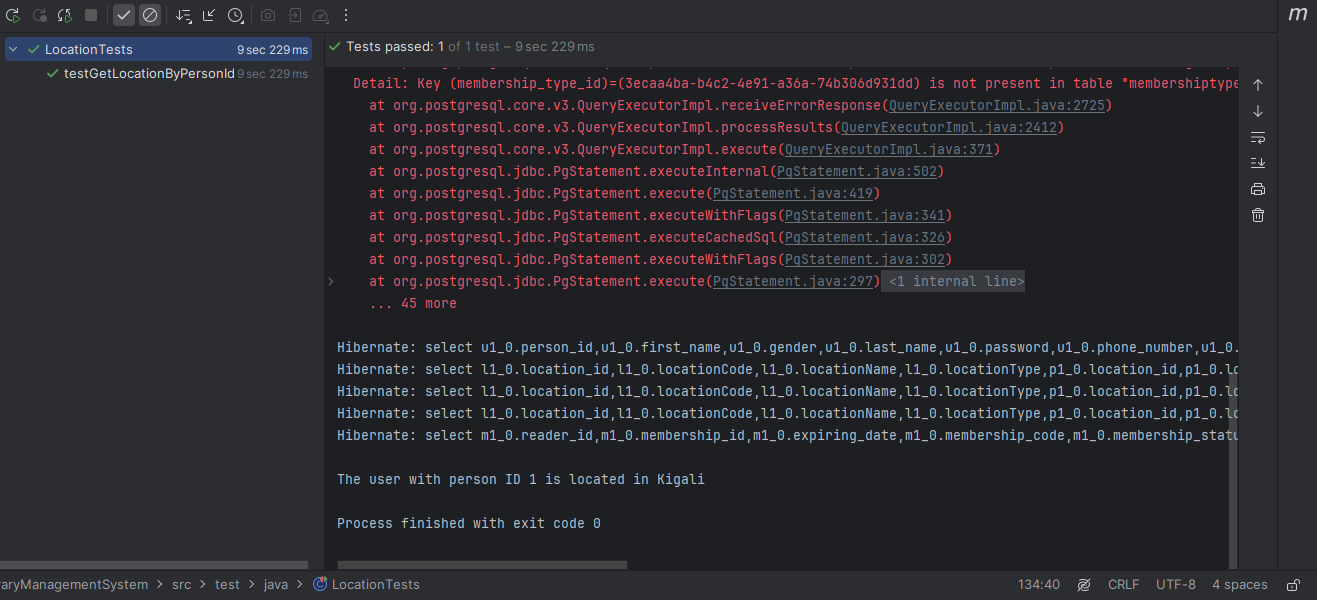 LocationTests 9 sec 229 ms
testGetLocationByPersonId 9 sec 229 ms
Tests passed: 1 of 1 test – 9 sec 229 ms
Detail: Key (membership_type_id)=(3ecaa4ba-b4c2-4e91-a36a-74b306d931dd) is not present in table "membershiptype
at org.postgresql.core.v3.QueryExecutorImpl.receiveErrorResponse(QueryExecutorImpl.java:2725)
at org.postgresql.core.v3.QueryExecutorImpl.processResults(QueryExecutorImpl.java:2412)
at org.postgresql.core.v3.QueryExecutorImpl.execute(QueryExecutorImpl.java:371)
at org.postgresql.jdbc.PgStatement.executeInternal(PgStatement.java:502)
at org.postgresql.jdbc.PgStatement.execute(PgStatement.java:419)
at org.postgresql.jdbc.PgStatement.executeWithFlags(PgStatement.java:341)
at org.postgresql.jdbc.PgStatement.executeCachedSql(PgStatement.java:326)
at org.postgresql.jdbc.PgStatement.executeWithFlags(PgStatement.java:302)
at org.postgresql.jdbc.PgStatement.execute(PgStatement.java:297) <1 internal line>
... 45 more
Hibernate: select u1_0.person_id,u1_0.first_name,u1_0.gender,u1_0.last_name,u1_0.password,u1_0.phone_number,u1_0.
Hibernate: select l1_0.location_id,l1_0.locationCode,l1_0.locationName,l1_0.locationType,p1_0.location_id,p1_0.lo
Hibernate: select l1_0.location_id,l1_0.locationCode,l1_0.locationName,l1_0.locationType,p1_0.location_id,p1_0.lo
Hibernate: select l1_0.location_id,l1_0.locationCode,l1_0.locationName,l1_0.locationType,p1_0.location_id,p1_0.lo
Hibernate: select m1_0.reader_id,m1_0.membership_id,m1_0.expiring_date,m1_0.membership_code,m1_0.membership_statu
The user with person ID 1 is located in Kigali
Process finished with exit code 0
raryManagementSystem > src > test > java > LocationTests 134:40 CRLF UTF-8 4 spaces
m